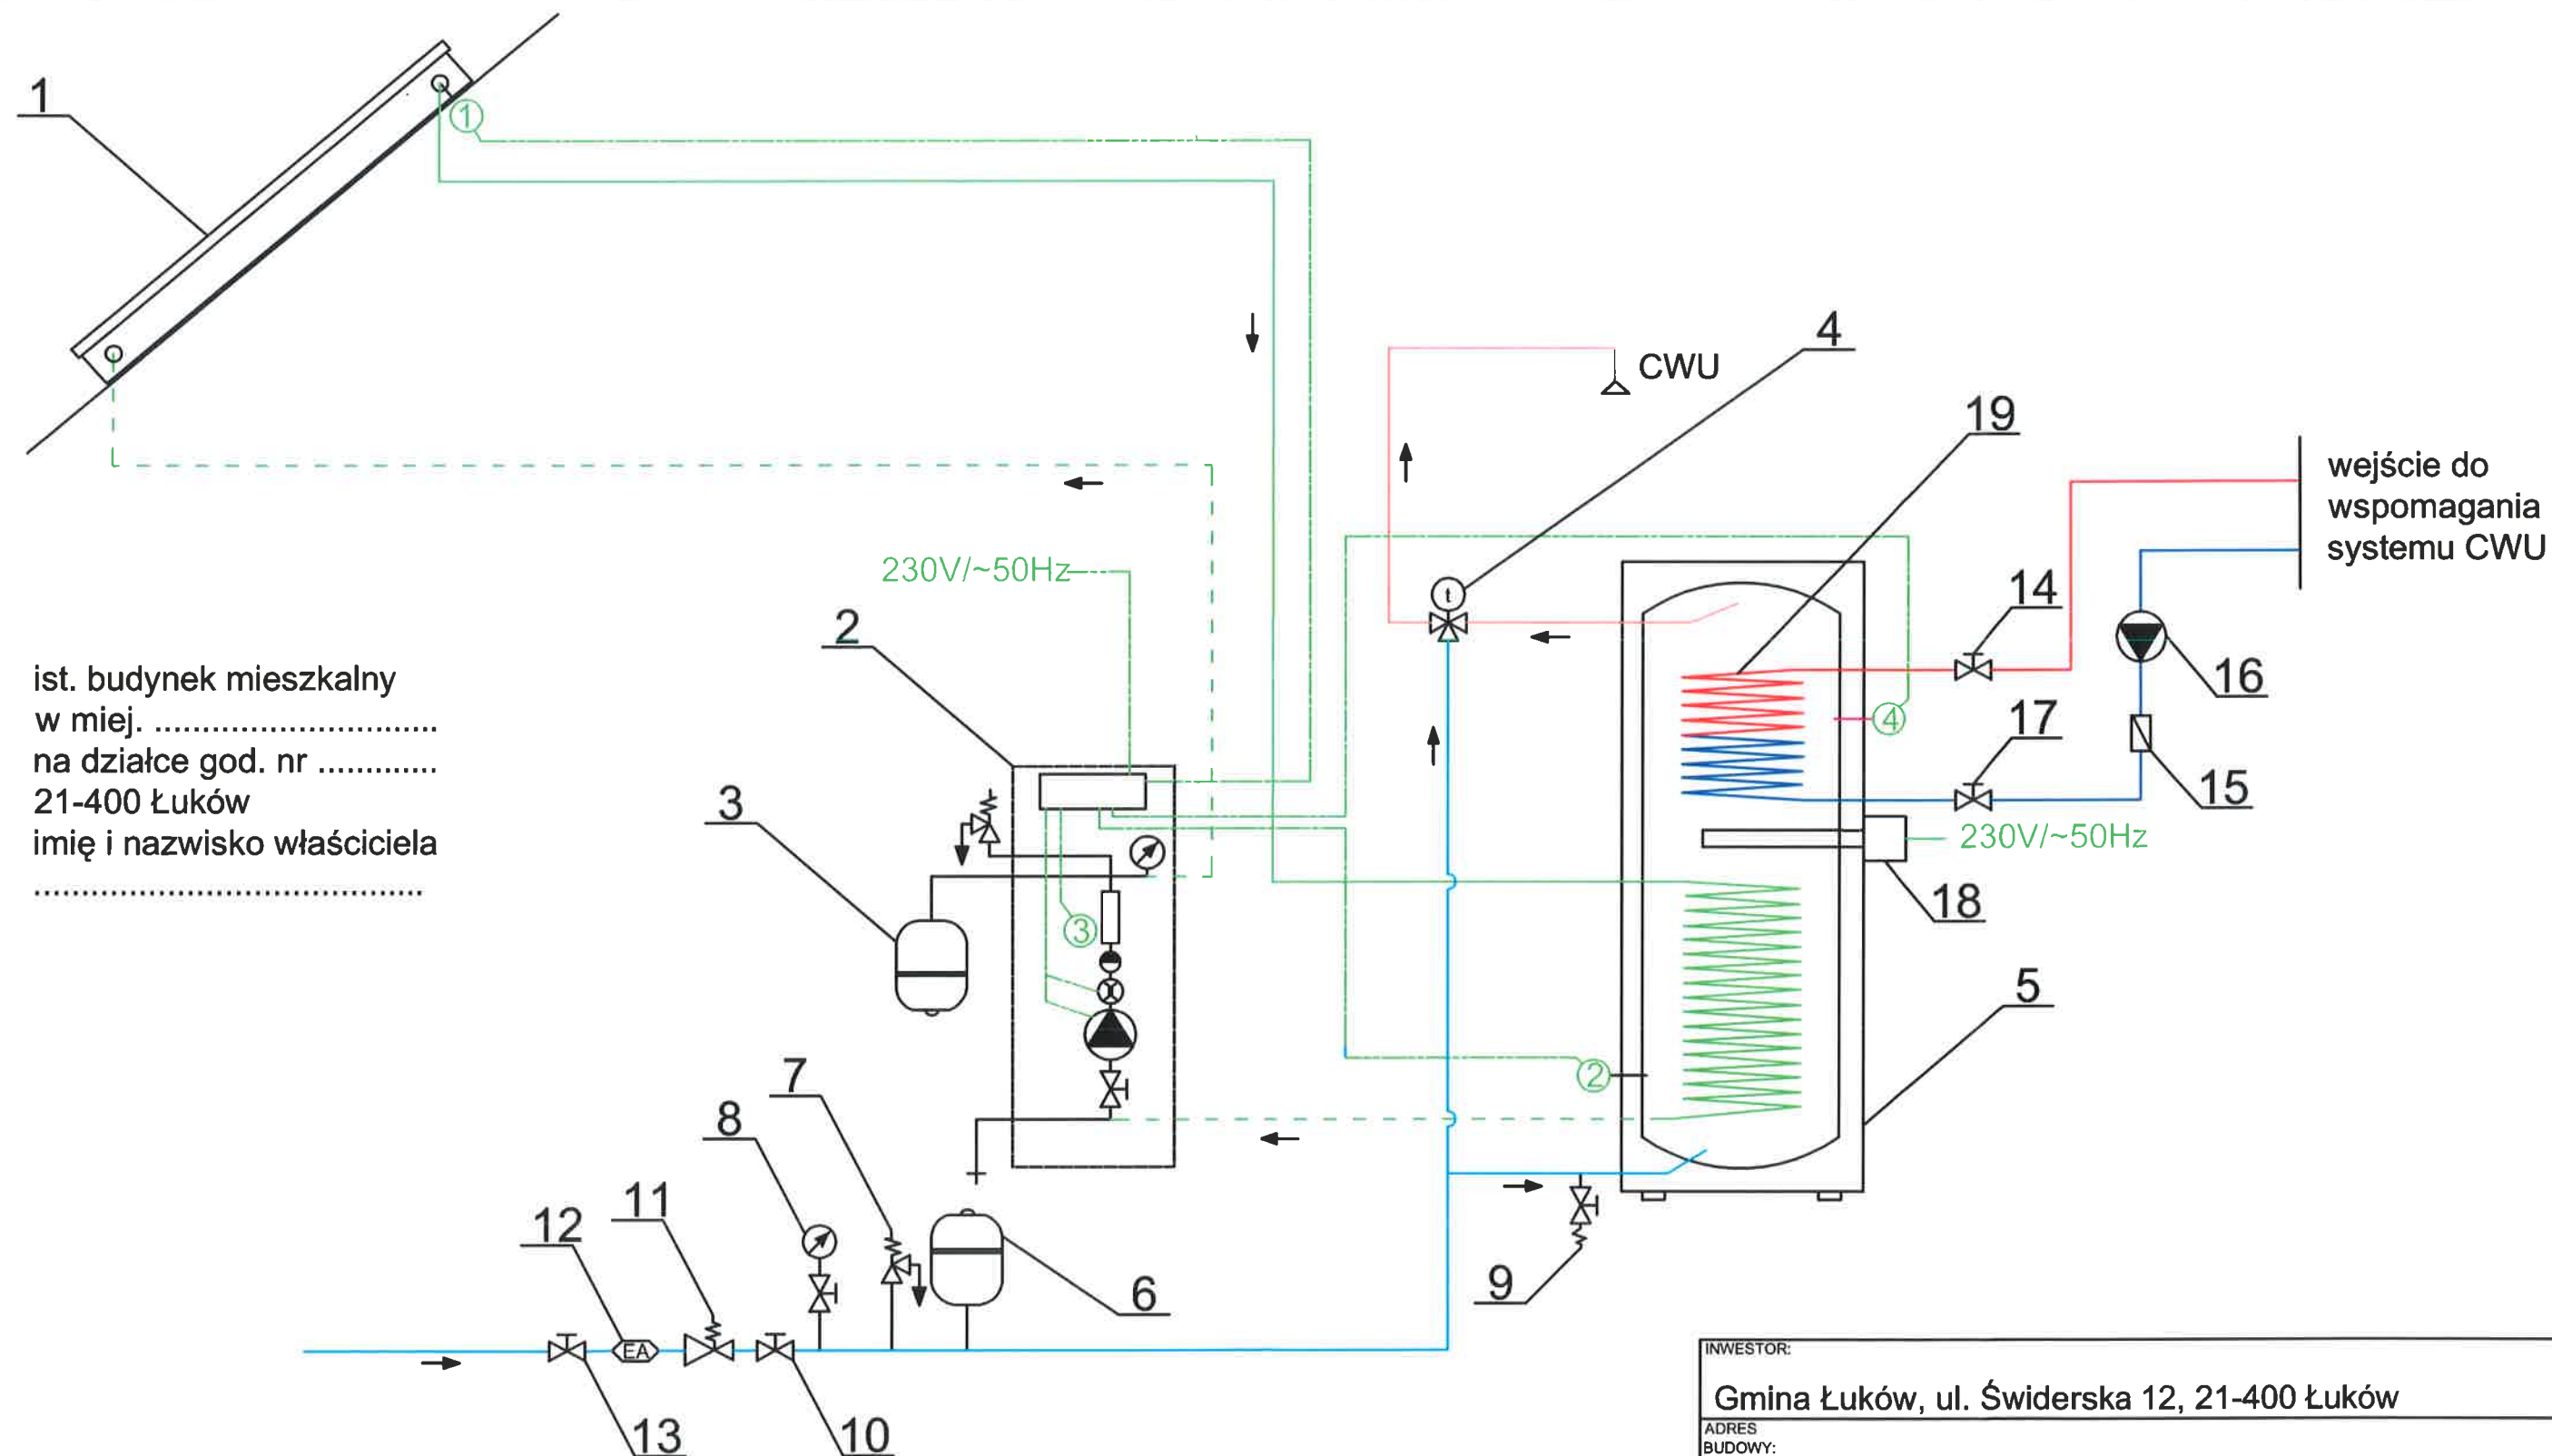 1
1
CWU
4
19
wejście do
wspomagania
systemu CWU
230V/~50Hz
14
2
16
ist. budynek mieszkalny
w miej. ..............................
na działce god. nr .............
21-400 Łuków
imię i nazwisko właściciela
.........................................
t
4
17
3
15
230V/~50Hz
18
3
5
2
7
8
11
12
6
9
EA
13
10
INWESTOR:
Gmina Łuków, ul. Świderska 12, 21-400 Łuków
ADRES
BUDOWY: